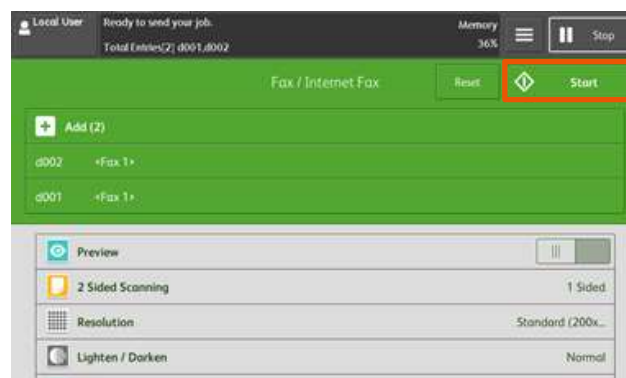 Local User
Ready to send your job.
Total Entries[2] d001,d002
Memory
36%
Stop
Fax / Internet Fax
Reset
Start
Add (2)
d002 <Fax 1>
d001 <Fax 1>
Preview
2 Sided Scanning 1 Sided
Resolution Standard (200x...
Lighten / Darken Normal